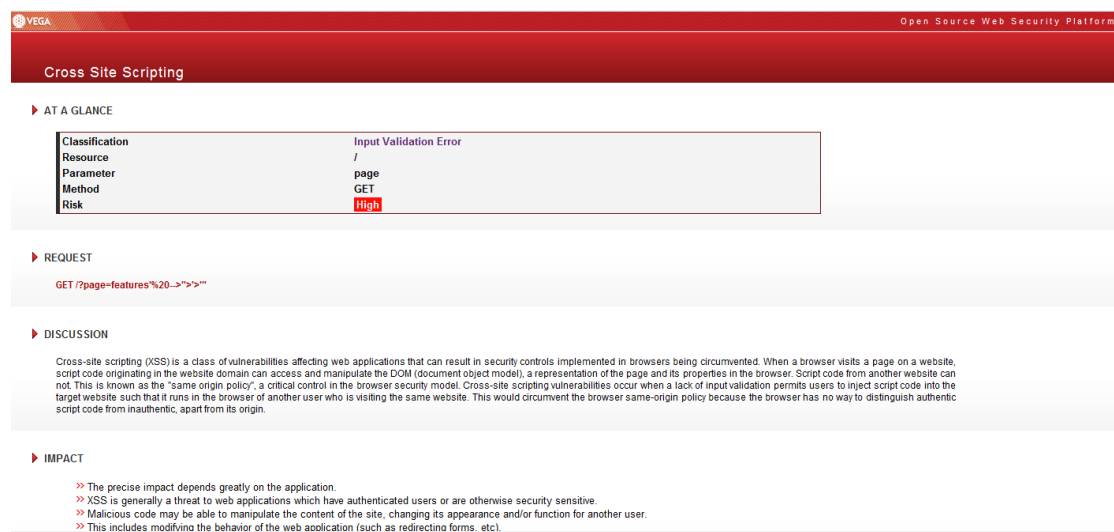 VEGA
Open Source Web Security Platform
Cross Site Scripting
AT A GLANCE
Classification Input Validation Error
Resource /
Parameter page
Method GET
Risk High
REQUEST
GET /?page=features'%20-->">'>'"
DISCUSSION
Cross-site scripting (XSS) is a class of vulnerabilities affecting web applications that can result in security controls implemented in browsers being circumvented. When a browser visits a page on a website,
script code originating in the website domain can access and manipulate the DOM (document object model), a representation of the page and its properties in the browser. Script code from another website can
not. This is known as the "same origin policy", a critical control in the browser security model. Cross-site scripting vulnerabilities occur when a lack of input validation permits users to inject script code into the
target website such that it runs in the browser of another user who is visiting the same website. This would circumvent the browser same-origin policy because the browser has no way to distinguish authentic
script code from inauthentic, apart from its origin.
IMPACT
>> The precise impact depends greatly on the application.
>> XSS is generally a threat to web applications which have authenticated users or are otherwise security sensitive.
>> Malicious code may be able to manipulate the content of the site, changing its appearance and/or function for another user.
>> This includes modifying the behavior of the web application (such as redirecting forms, etc).